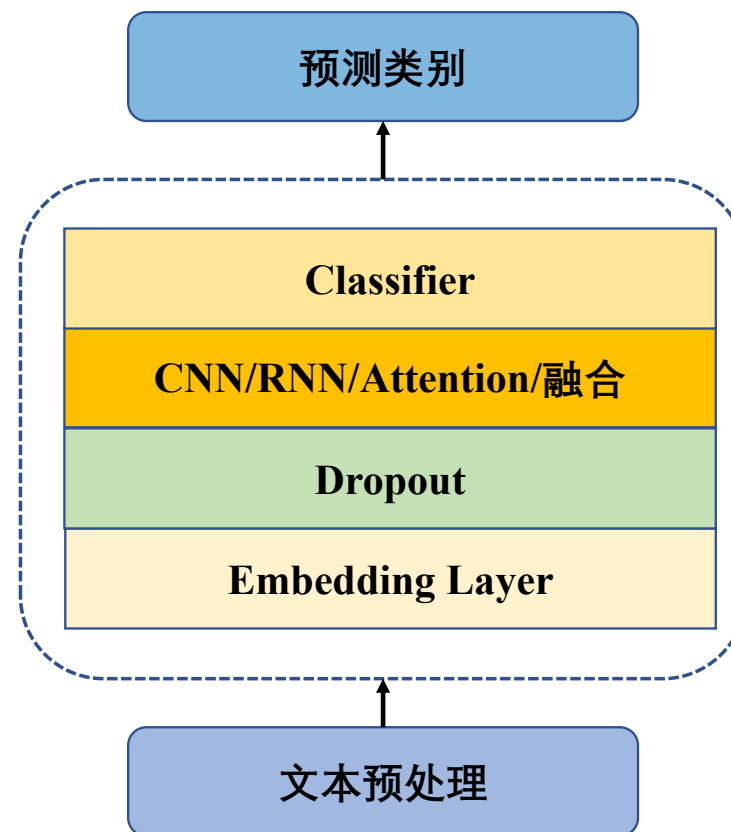 预测类别
Classifier
CNN/RNN/Attention/融合
Dropout
Embedding Layer
文本预处理